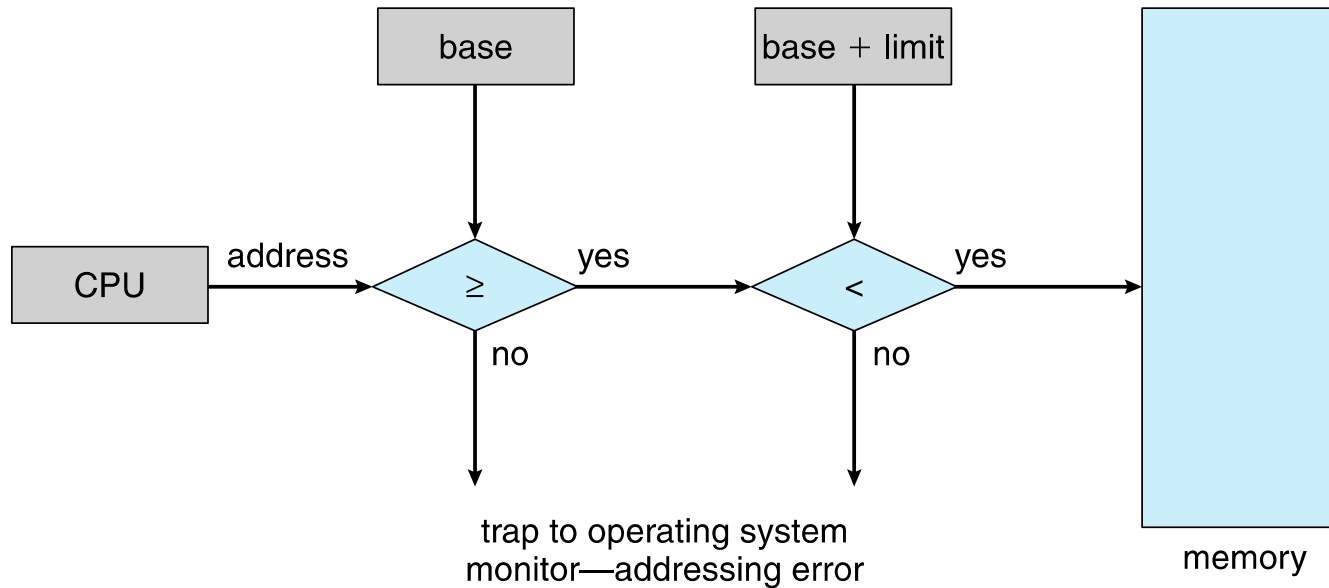 base
base + limit
CPU
address
≥
yes
<
yes
no
no
trap to operating system
monitor—addressing error
memory